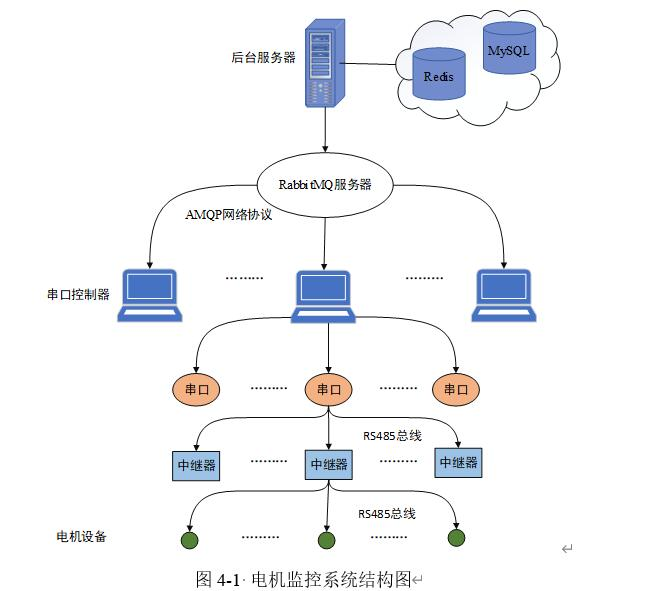 后台服务器
MySQL
Redis
RabbitMQ服务器
AMQP网络协议
串口控制器
串口
串口
串口
RS485总线
中继器
中继器
中继器
RS485总线
电机设备
图 4-1 电机监控系统结构图